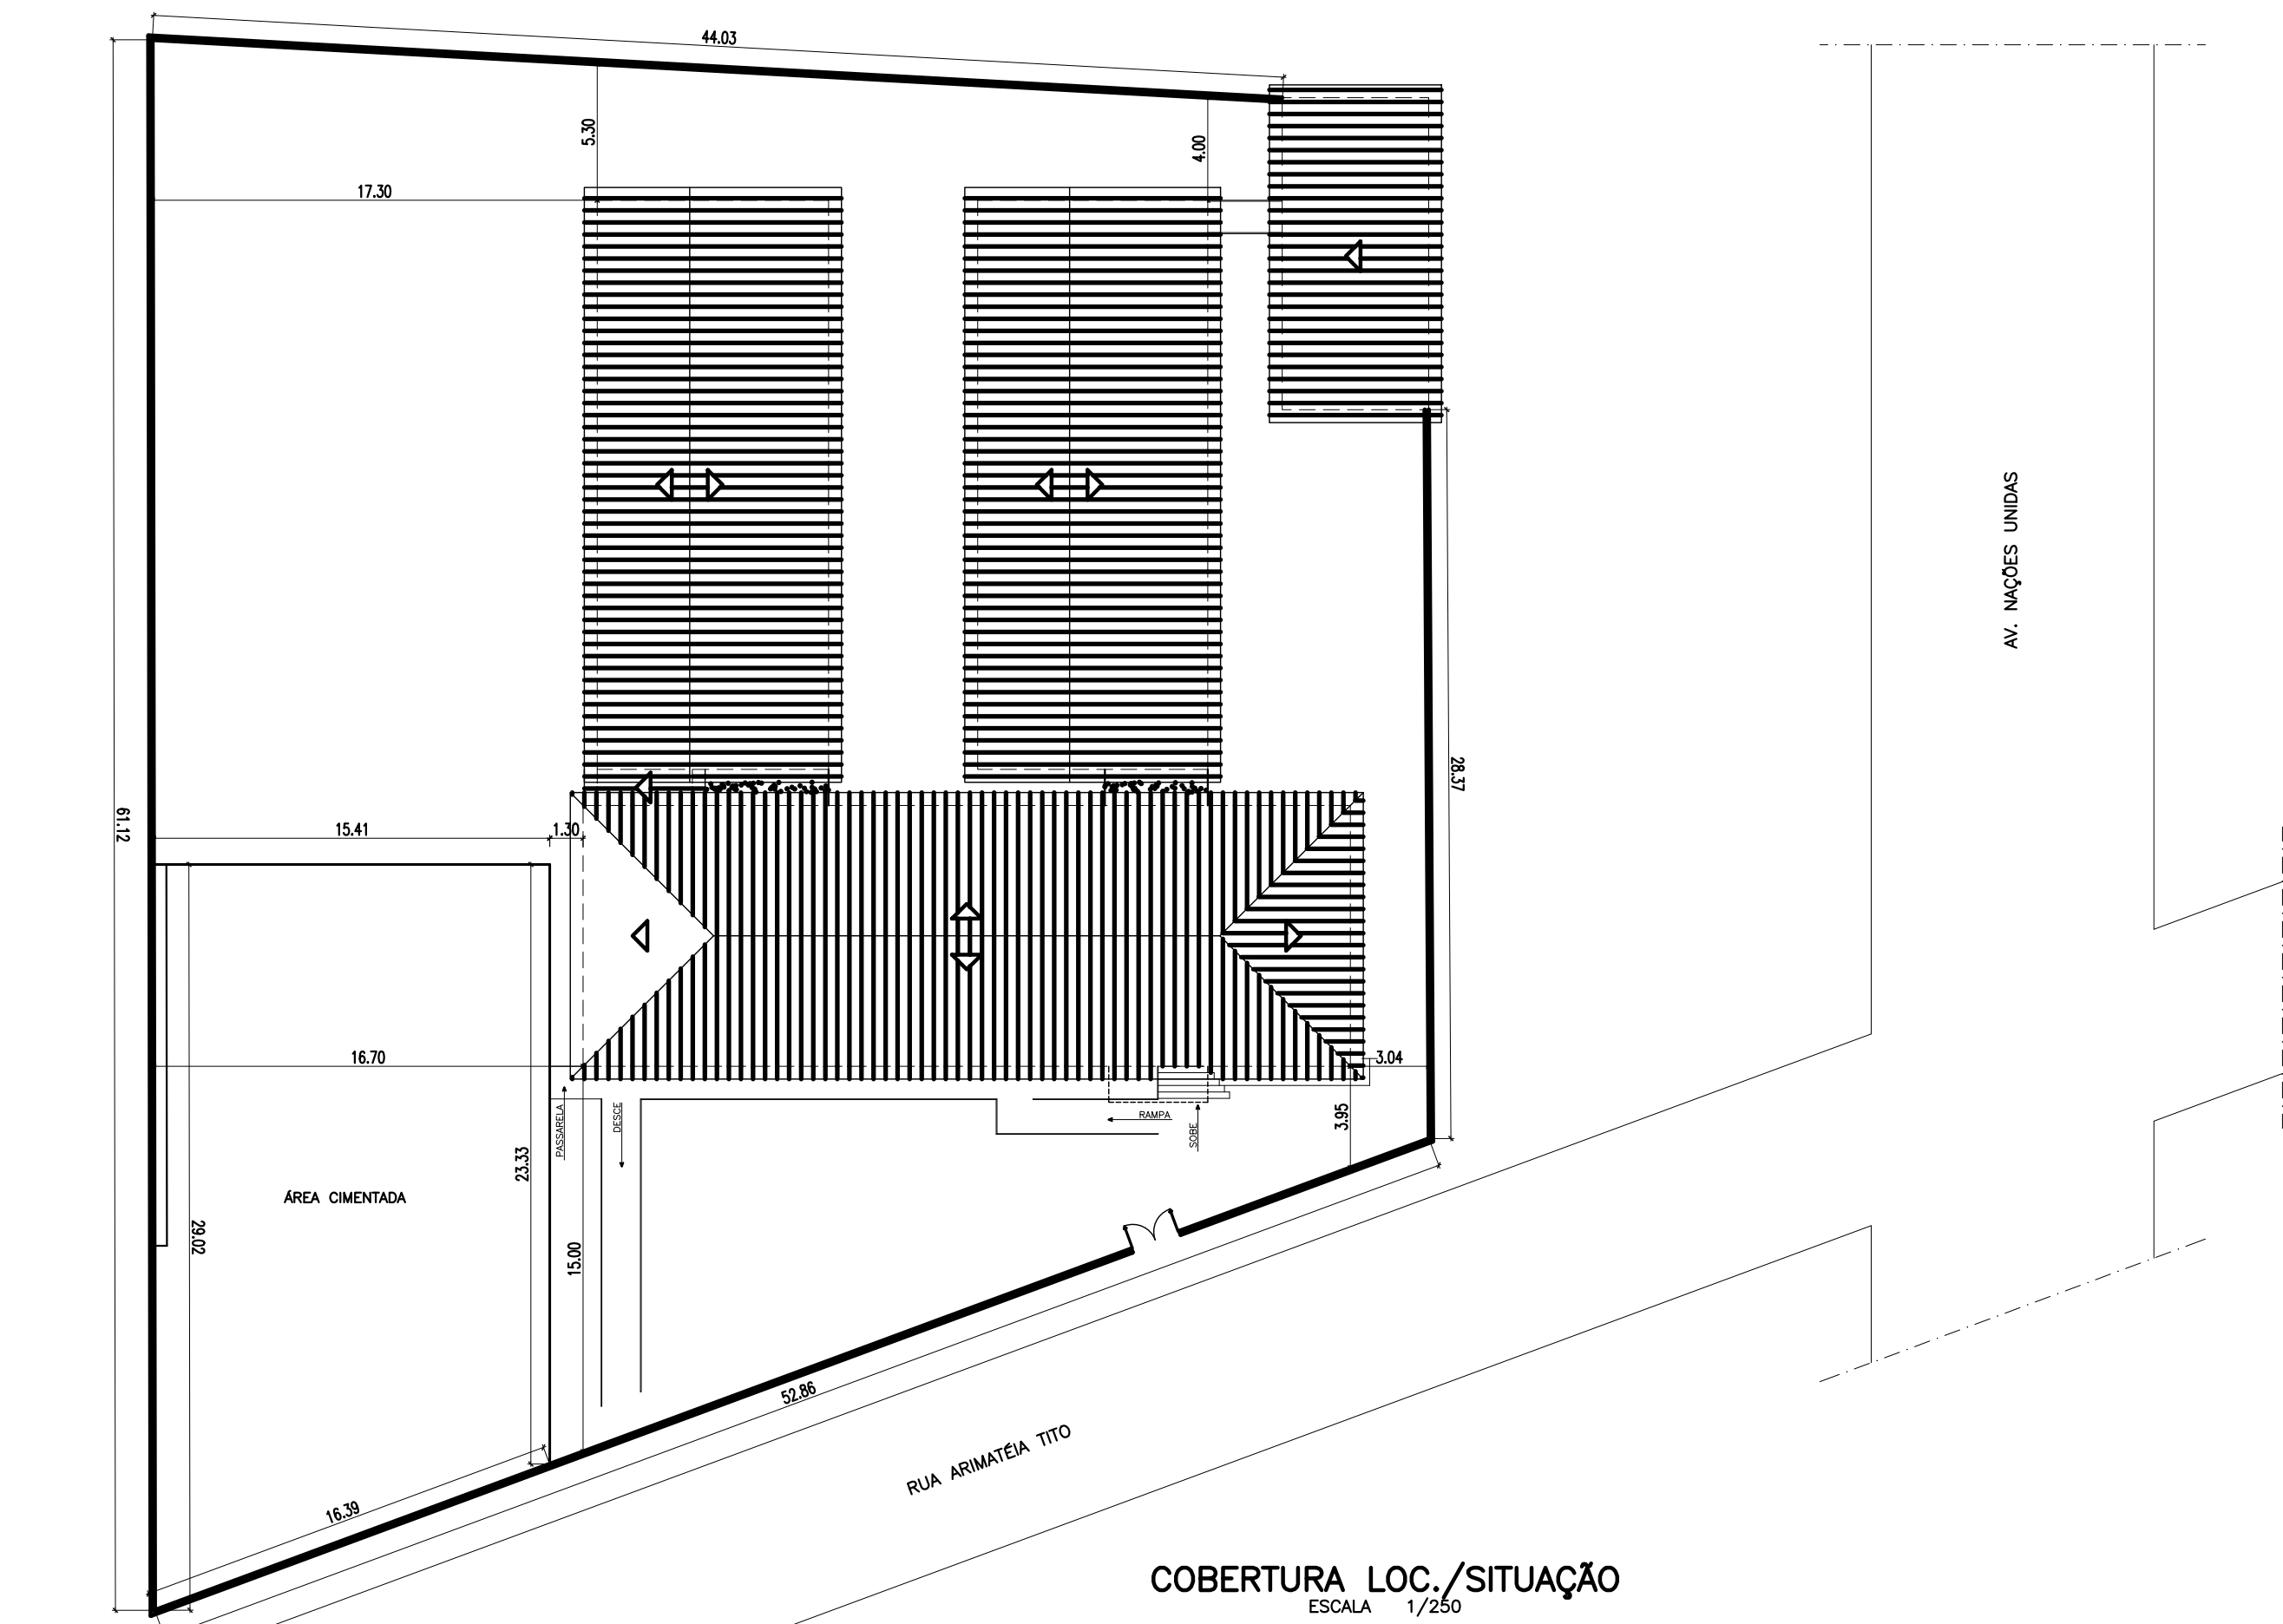 44.03
5.30
4.00
17.30
AV. NAÇÕES UNIDAS
28.37
61.12
15.41
1.30
16.70
3.04
PASSARELA
DESCE
RAMPA
SOBE
3.95
23.33
ÁREA CIMENTADA
29.02
15.00
52.86
RUA ARIMATÉIA TITO
16.39
COBERTURA LOC./SITUAÇÃO
ESCALA 1/250